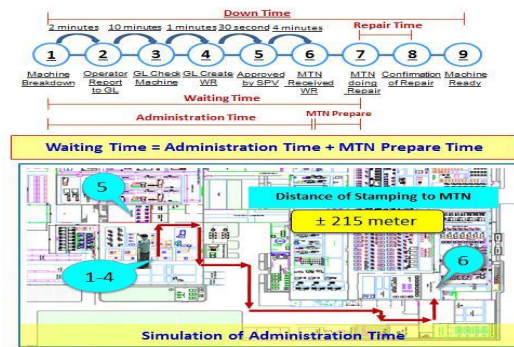 Down Time
2 minutes 10 minutes 1 minutes 30 second 4 minutes Repair Time
1 2 3 4 5 6 7 8 9
Machine Operator GL Check GL Create Approved MTN MTN Confirmation Machine
Breakdown Report Machine WR by SPV Received doing of Repair Ready
to GL WR Repair
Waiting Time
Administration Time MTN Prepare
Waiting Time = Administration Time + MTN Prepare Time
5
Distance of Stamping to MTN
± 215 meter
1-4
6
Simulation of Administration Time